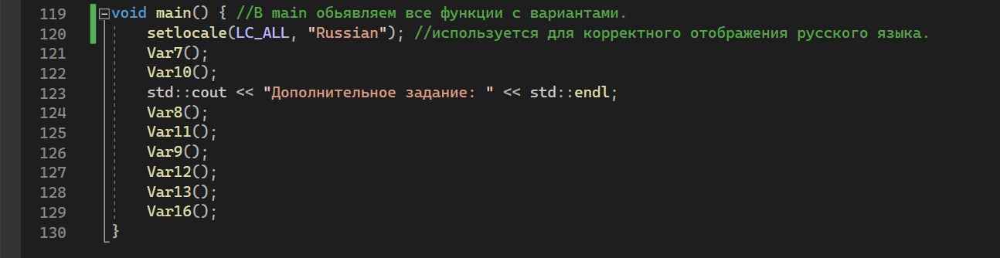 119 void main() { //В main обьявляем все функции с вариантами.
120 setlocale(LC_ALL, "Russian"); //используется для корректного отображения русского языка.
121 Var7();
122 Var10();
123 std::cout << "Дополнительное задание: " << std::endl;
124 Var8();
125 Var11();
126 Var9();
127 Var12();
128 Var13();
129 Var16();
130 }